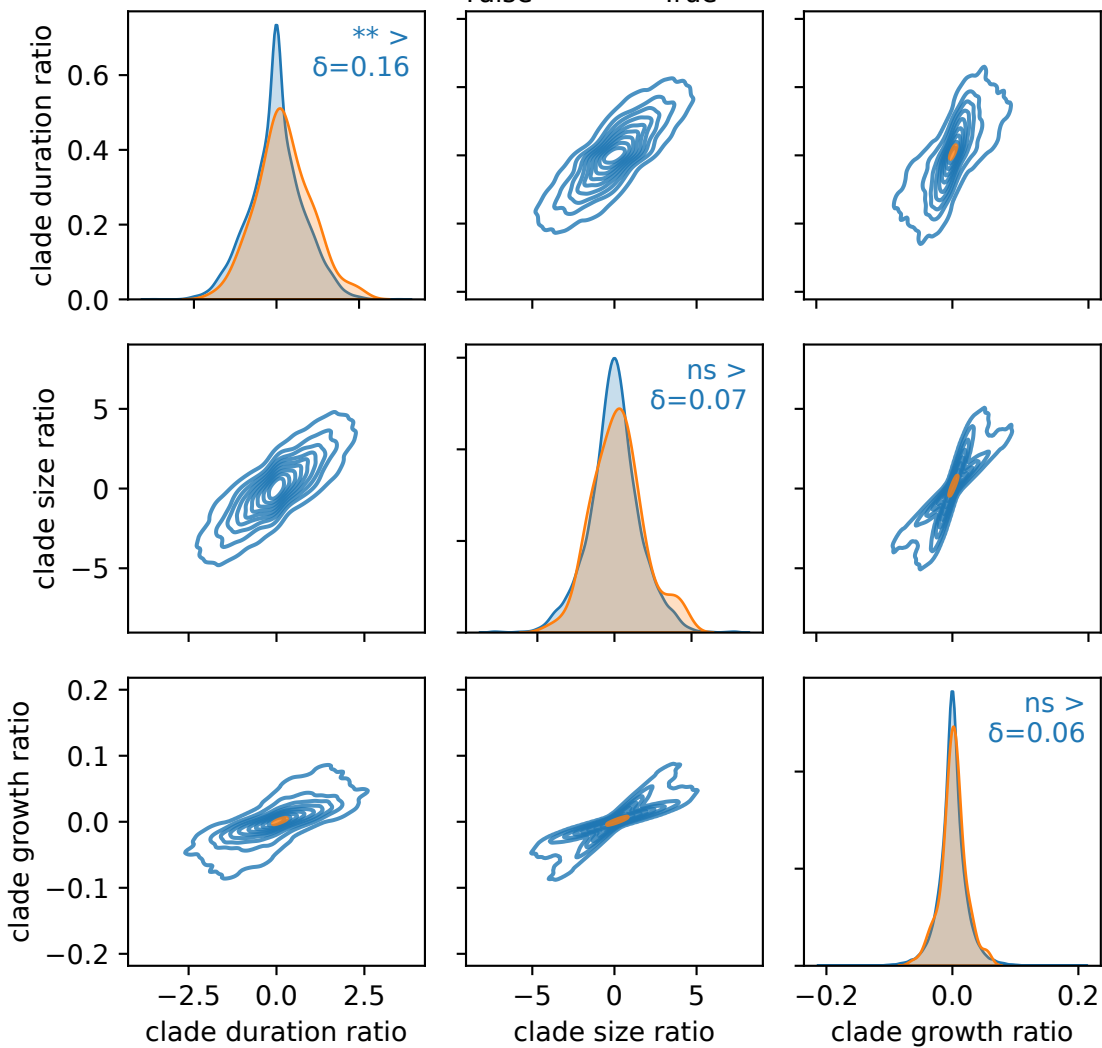 False True
clade duration ratio
0.6
0.4
0.2
0.0
** >
δ=0.16
clade size ratio
5
0
−5
ns >
δ=0.07
clade growth ratio
0.2
0.1
0.0
−0.1
−0.2
ns >
δ=0.06
−2.5 0.0 2.5
−5 0 5
−0.2 0.0 0.2
clade duration ratio
clade size ratio
clade growth ratio